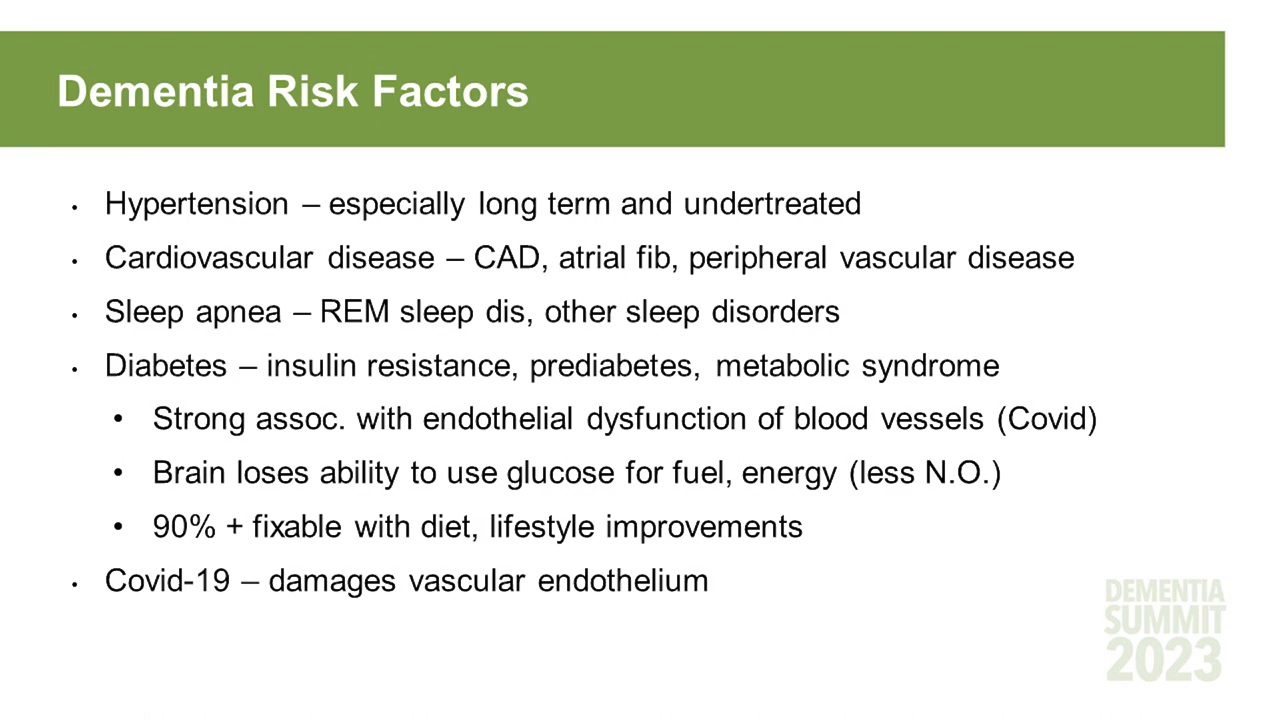 Dementia Risk Factors
• Hypertension – especially long term and undertreated
• Cardiovascular disease – CAD, atrial fib, peripheral vascular disease
• Sleep apnea – REM sleep dis, other sleep disorders
• Diabetes – insulin resistance, prediabetes, metabolic syndrome
• Strong assoc. with endothelial dysfunction of blood vessels (Covid)
• Brain loses ability to use glucose for fuel, energy (less N.O.)
• 90% + fixable with diet, lifestyle improvements
• Covid-19 – damages vascular endothelium
DEMENTIA
SUMMIT
2023